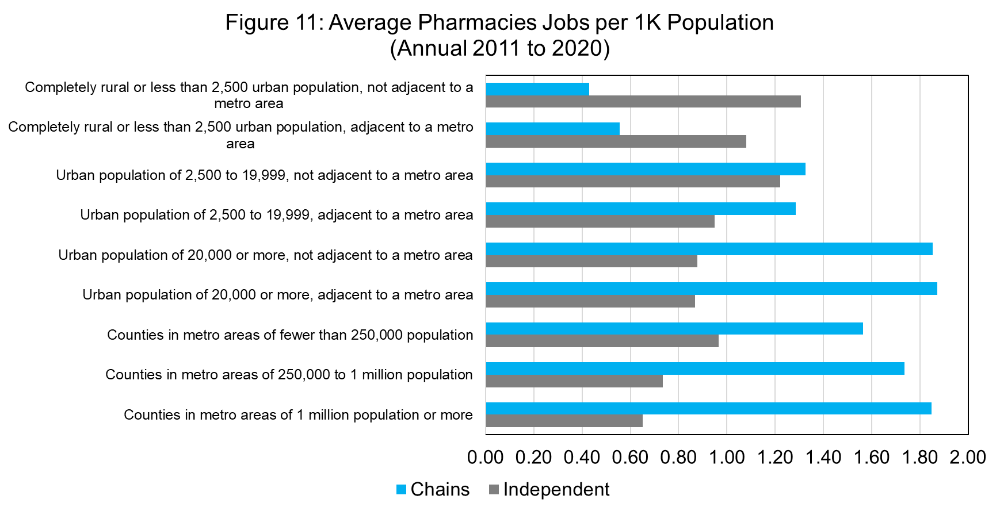 Figure 11: Average Pharmacies Jobs per 1K Population
(Annual 2011 to 2020)
Completely rural or less than 2,500 urban population, not adjacent to a
metro area
Completely rural or less than 2,500 urban population, adjacent to a metro
area
Urban population of 2,500 to 19,999, not adjacent to a metro area
Urban population of 2,500 to 19,999, adjacent to a metro area
Urban population of 20,000 or more, not adjacent to a metro area
Urban population of 20,000 or more, adjacent to a metro area
Counties in metro areas of fewer than 250,000 population
Counties in metro areas of 250,000 to 1 million population
Counties in metro areas of 1 million population or more
0.00 0.20 0.40 0.60 0.80 1.00 1.20 1.40 1.60 1.80 2.00
Chains Independent